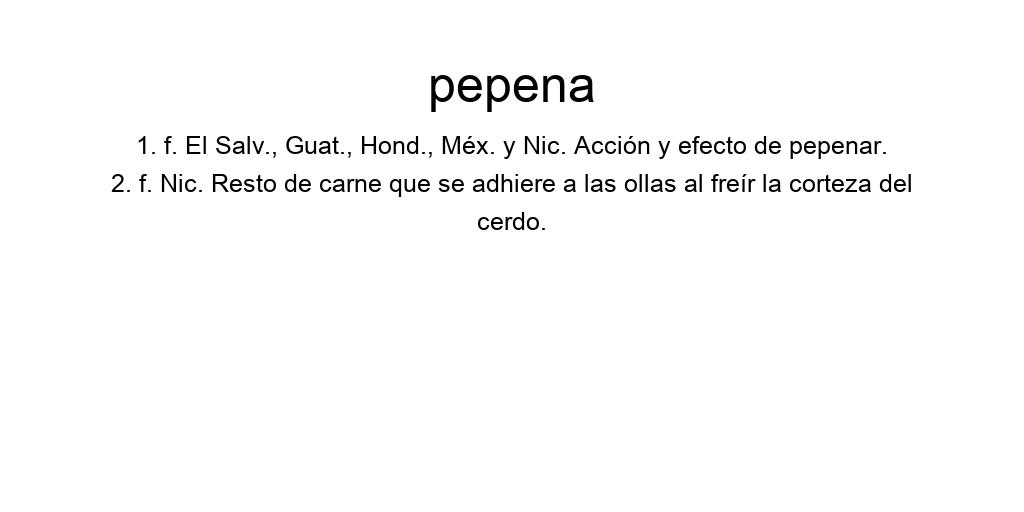 pepena
1. f. El Salv., Guat., Hond., Méx. y Nic. Acción y efecto de pepenar.
2. f. Nic. Resto de carne que se adhiere a las ollas al freír la corteza del
cerdo.